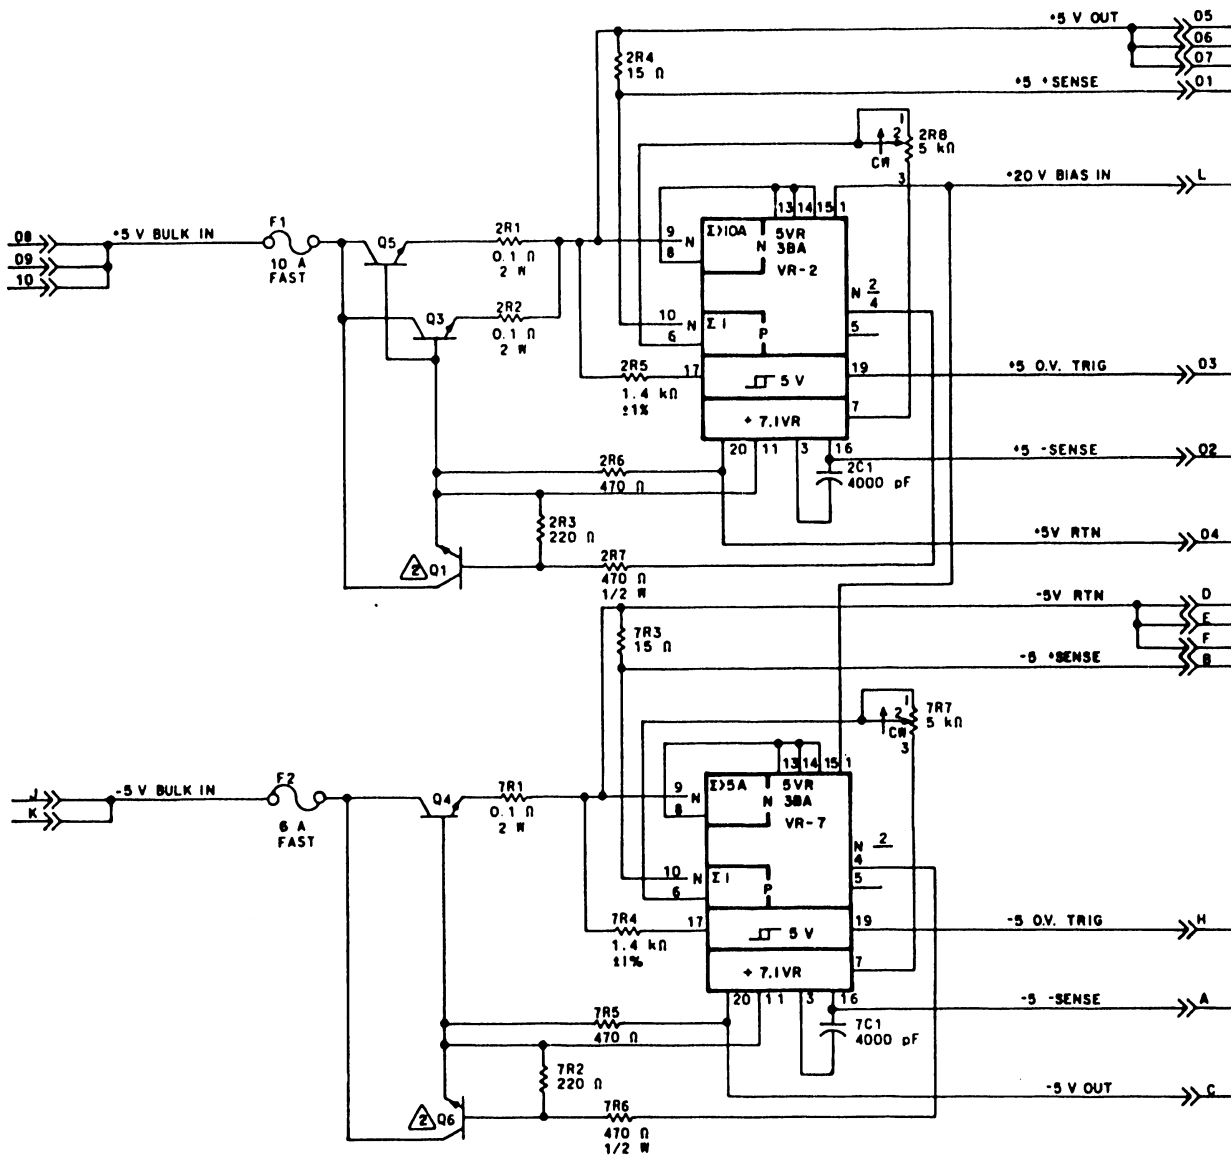 +5 V OUT
05
06
07
2R4
15 Ω
+5 +SENSE
01
1
2
2R8
5 kΩ
CW
3
+20 V BIAS IN
L
13 14 15 1
08
09
10
+5 V BULK IN
F1
10 A
FAST
Q5
2R1
0.1 Ω
2 W
Q3
2R2
0.1 Ω
2 W
9 N
8
Σ>10A
N
5VR
3BA
VR-2
N 2
4
5
10 N
6
Σ1
P
2R5
1.4 kΩ
±1%
17
5 V
19
+5 O.V. TRIG
03
+ 7.1VR
7
20 11 3 16
+5 -SENSE
02
2R6
470 Ω
2C1
4000 pF
2R3
220 Ω
+5V RTN
04
2 Q1
2R7
470 Ω
1/2 W
-5V RTN
D
E
F
7R3
15 Ω
-5 +SENSE
B
1
2
7R7
5 kΩ
CW
3
13 14 15 1
J
K
-5 V BULK IN
F2
6 A
FAST
Q4
7R1
0.1 Ω
2 W
9 N
8
Σ>5A
N
5VR
3BA
VR-7
N 2
4
5
10 N
6
Σ1
P
7R4
1.4 kΩ
±1%
17
5 V
19
-5 O.V. TRIG
H
+ 7.1VR
7
20 11 3 16
-5 -SENSE
A
7R5
470 Ω
7C1
4000 pF
7R2
220 Ω
-5 V OUT
C
2 Q6
7R6
470 Ω
1/2 W